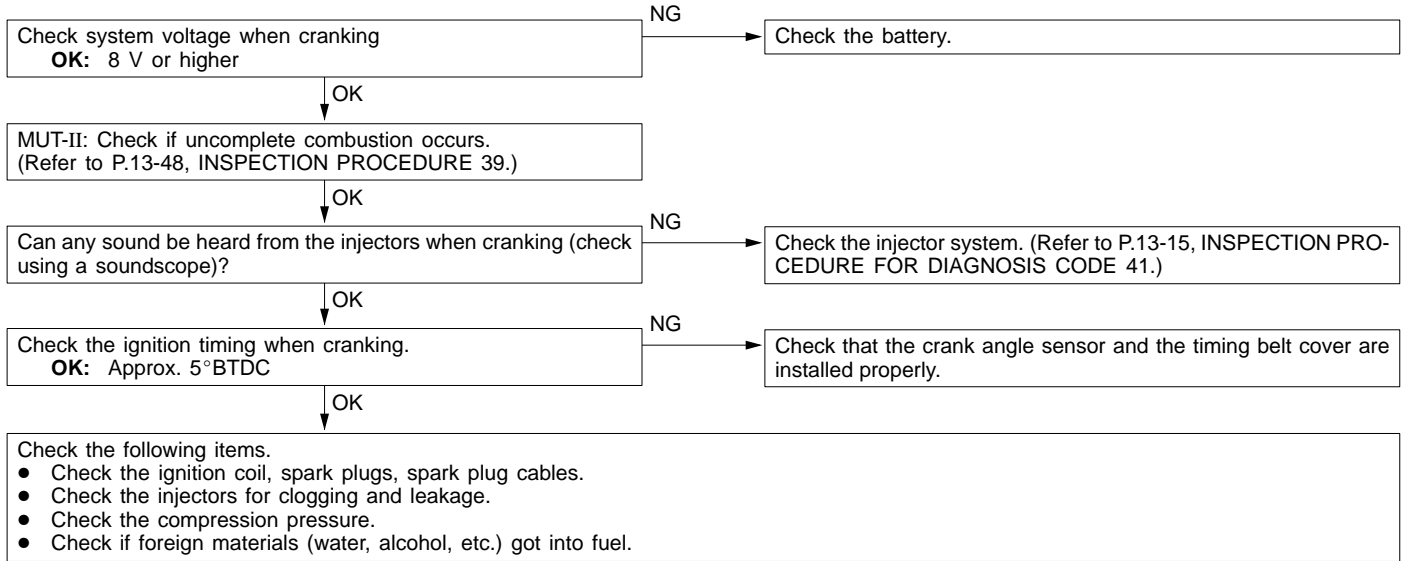 NG
Check system voltage when cranking
OK: 8 V or higher
Check the battery.
OK
MUT-II: Check if uncomplete combustion occurs.
(Refer to P.13-48, INSPECTION PROCEDURE 39.)
OK
NG
Can any sound be heard from the injectors when cranking (check
using a soundscope)?
Check the injector system. (Refer to P.13-15, INSPECTION PRO-
CEDURE FOR DIAGNOSIS CODE 41.)
OK
NG
Check the ignition timing when cranking.
OK: Approx. 5°BTDC
Check that the crank angle sensor and the timing belt cover are
installed properly.
OK
Check the following items.
● Check the ignition coil, spark plugs, spark plug cables.
● Check the injectors for clogging and leakage.
● Check the compression pressure.
● Check if foreign materials (water, alcohol, etc.) got into fuel.